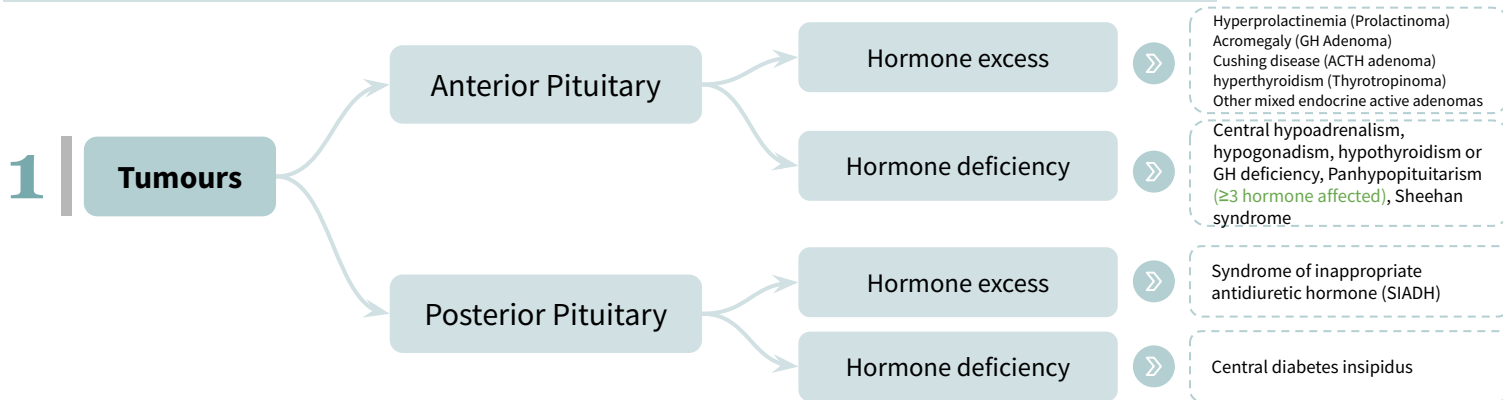 1
Tumours
Anterior Pituitary
Hormone excess
Hyperprolactinemia (Prolactinoma)
Acromegaly (GH Adenoma)
Cushing disease (ACTH adenoma)
hyperthyroidism (Thyrotropinoma)
Other mixed endocrine active adenomas
Hormone deficiency
Central hypoadrenalism,
hypogonadism, hypothyroidism or
GH deficiency, Panhypopituitarism
(≥3 hormone affected), Sheehan
syndrome
Posterior Pituitary
Hormone excess
Syndrome of inappropriate
antidiuretic hormone (SIADH)
Hormone deficiency
Central diabetes insipidus